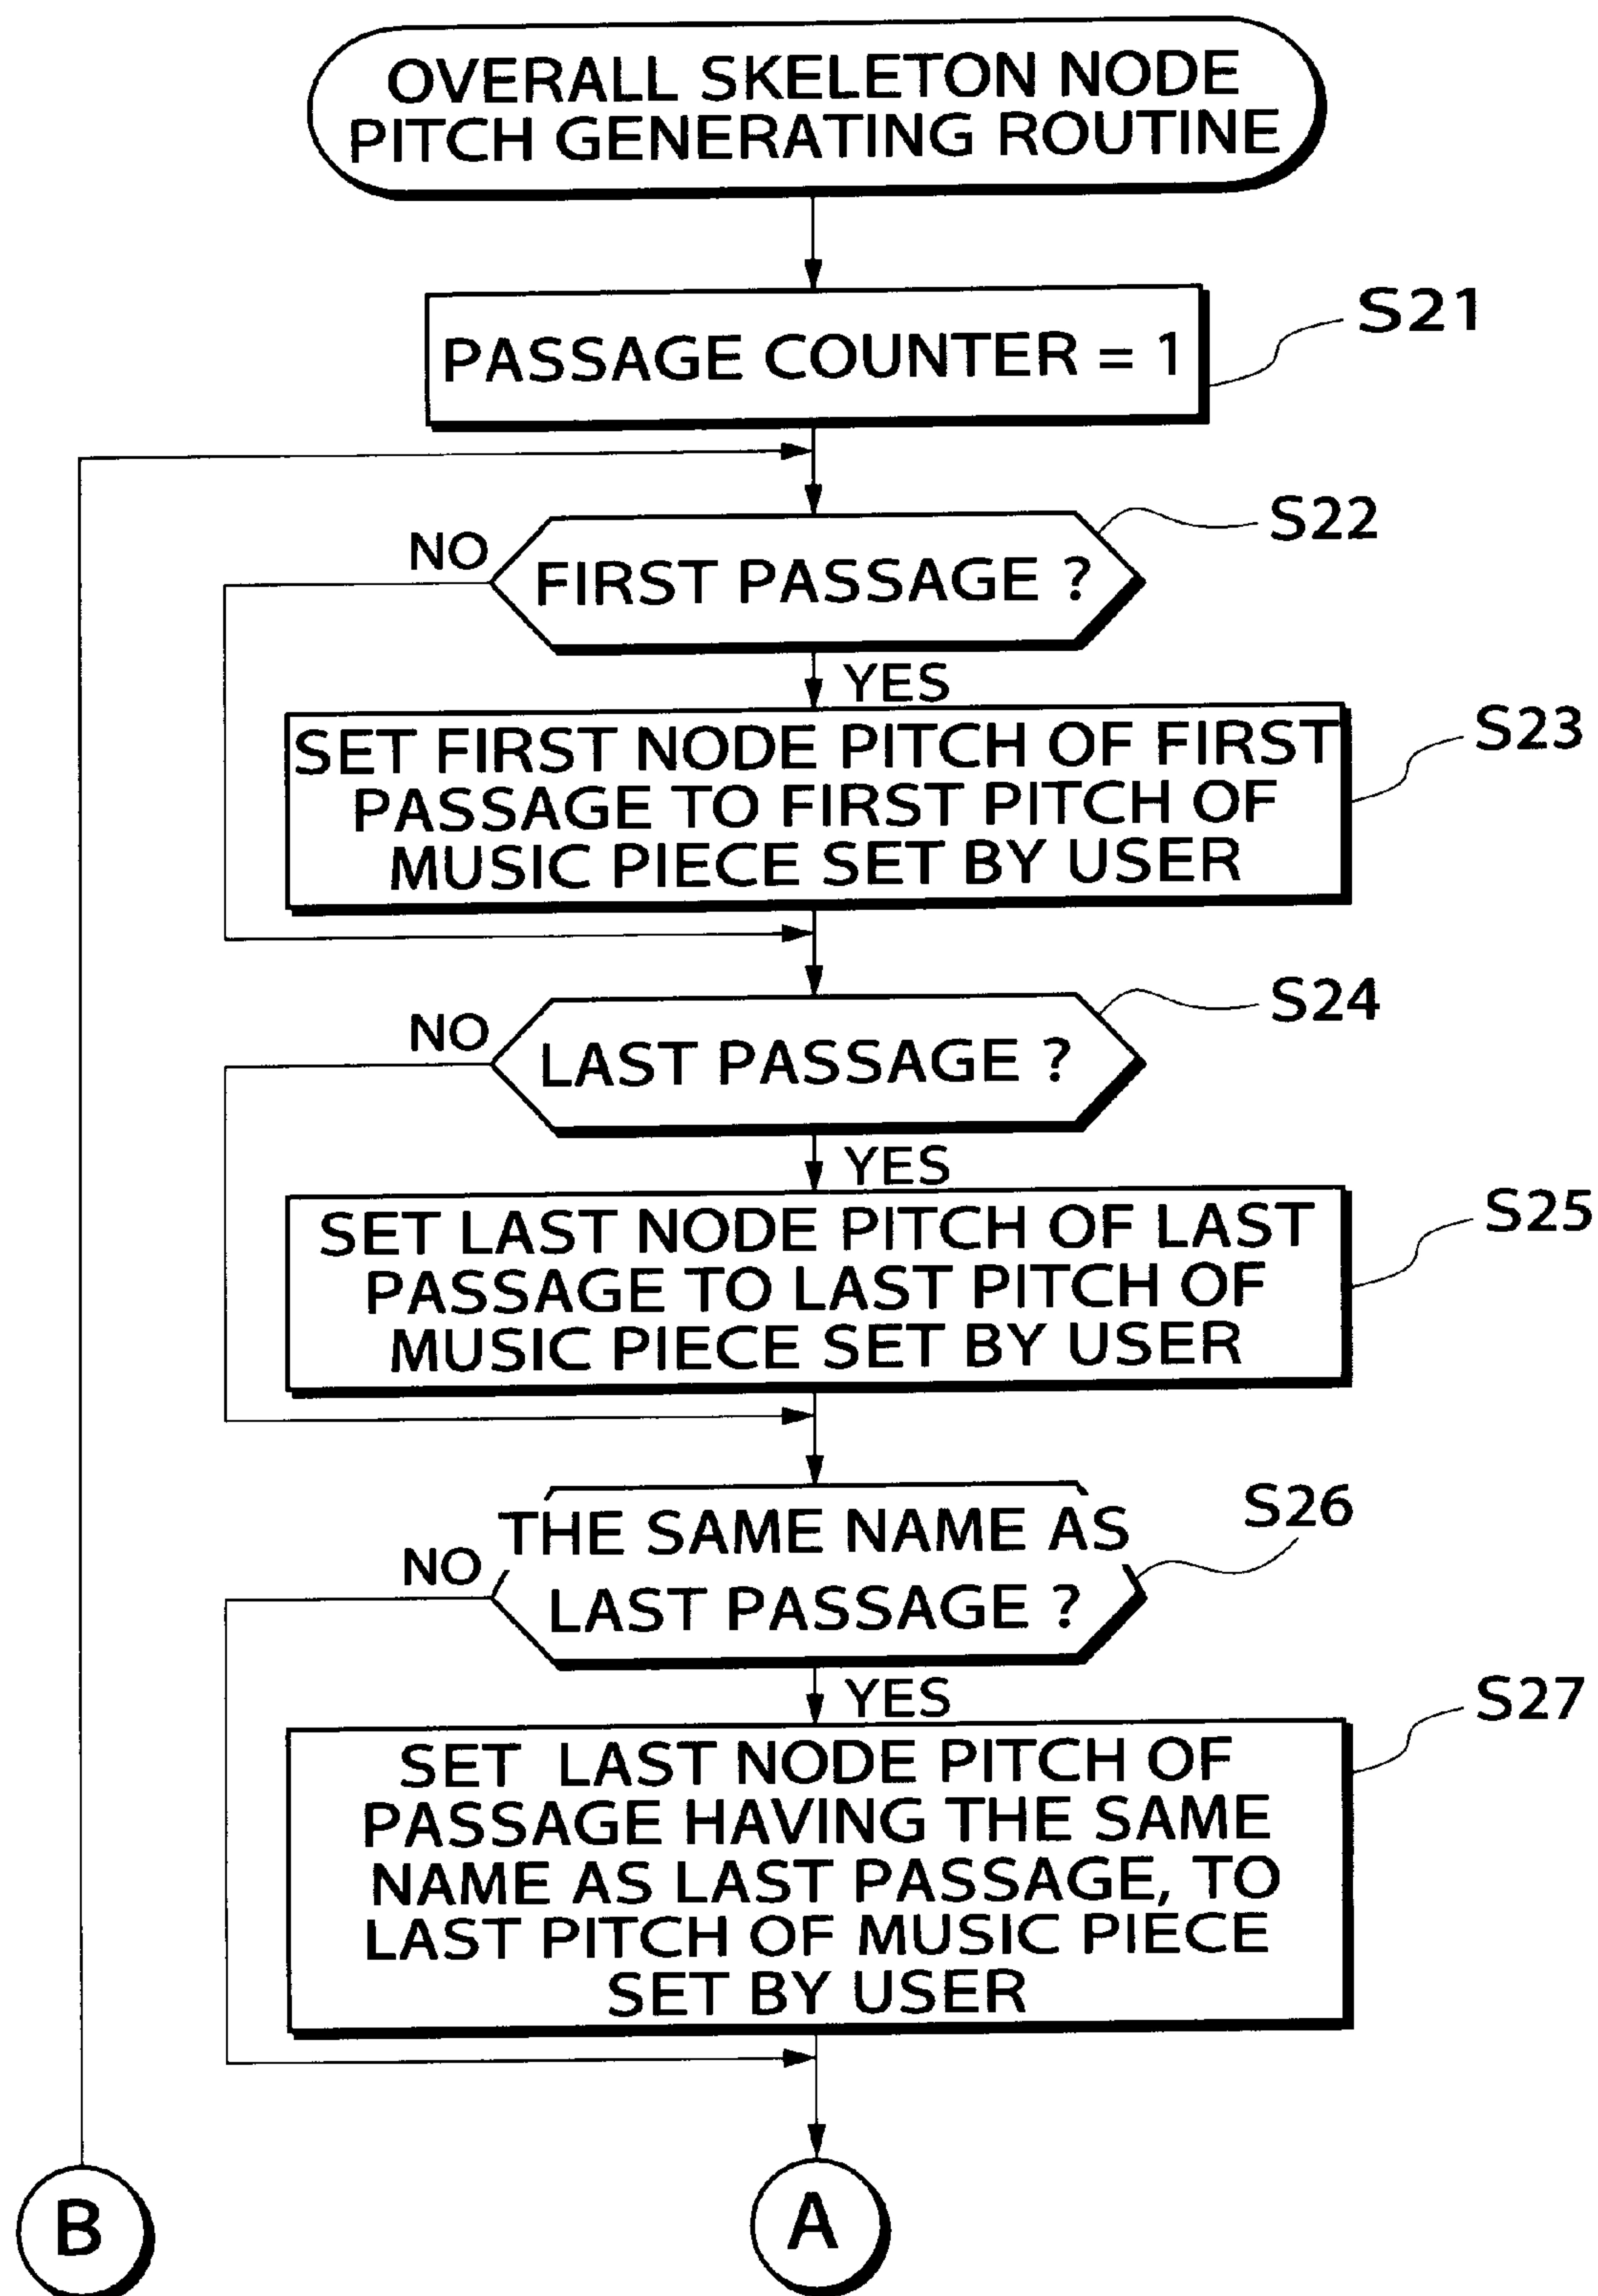 OVERALL SKELETON NODE
PITCH GENERATING ROUTINE
PASSAGE COUNTER = 1
S21
S22
NO
FIRST PASSAGE ?
YES
S23
SET FIRST NODE PITCH OF FIRST
PASSAGE TO FIRST PITCH OF
MUSIC PIECE SET BY USER
S24
NO
LAST PASSAGE ?
YES
S25
SET LAST NODE PITCH OF LAST
PASSAGE TO LAST PITCH OF
MUSIC PIECE SET BY USER
S26
THE SAME NAME AS
NO
LAST PASSAGE ?
YES
S27
SET LAST NODE PITCH OF
PASSAGE HAVING THE SAME
NAME AS LAST PASSAGE, TO
LAST PITCH OF MUSIC PIECE
SET BY USER
B
A